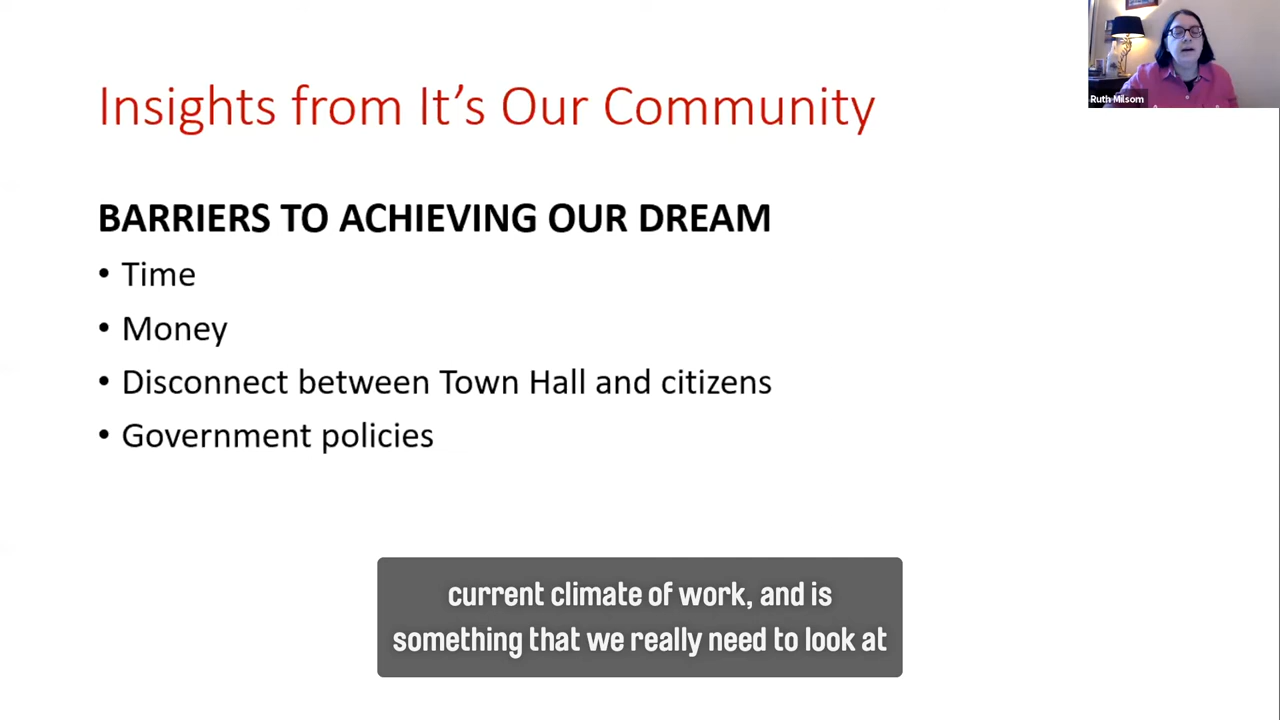 Insights from It's Our Community
Ruth Milsom
BARRIERS TO ACHIEVING OUR DREAM
• Time
• Money
• Disconnect between Town Hall and citizens
• Government policies
current climate of work, and is
something that we really need to look at